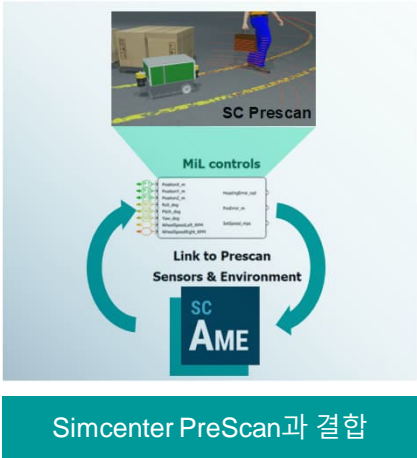 SC Prescan
MiL controls
PositionX_m
PositionY_m
PositionZ_m
Roll_deg
Pitch_deg
Yaw_deg
WheelSpeedLeft_RPM
WheelSpeedRight_RPM
HeadingError_rad
PosError_m
SetSpeed_mps
Link to Prescan
Sensors & Environment
SC
AME
Simcenter PreScan과 결합